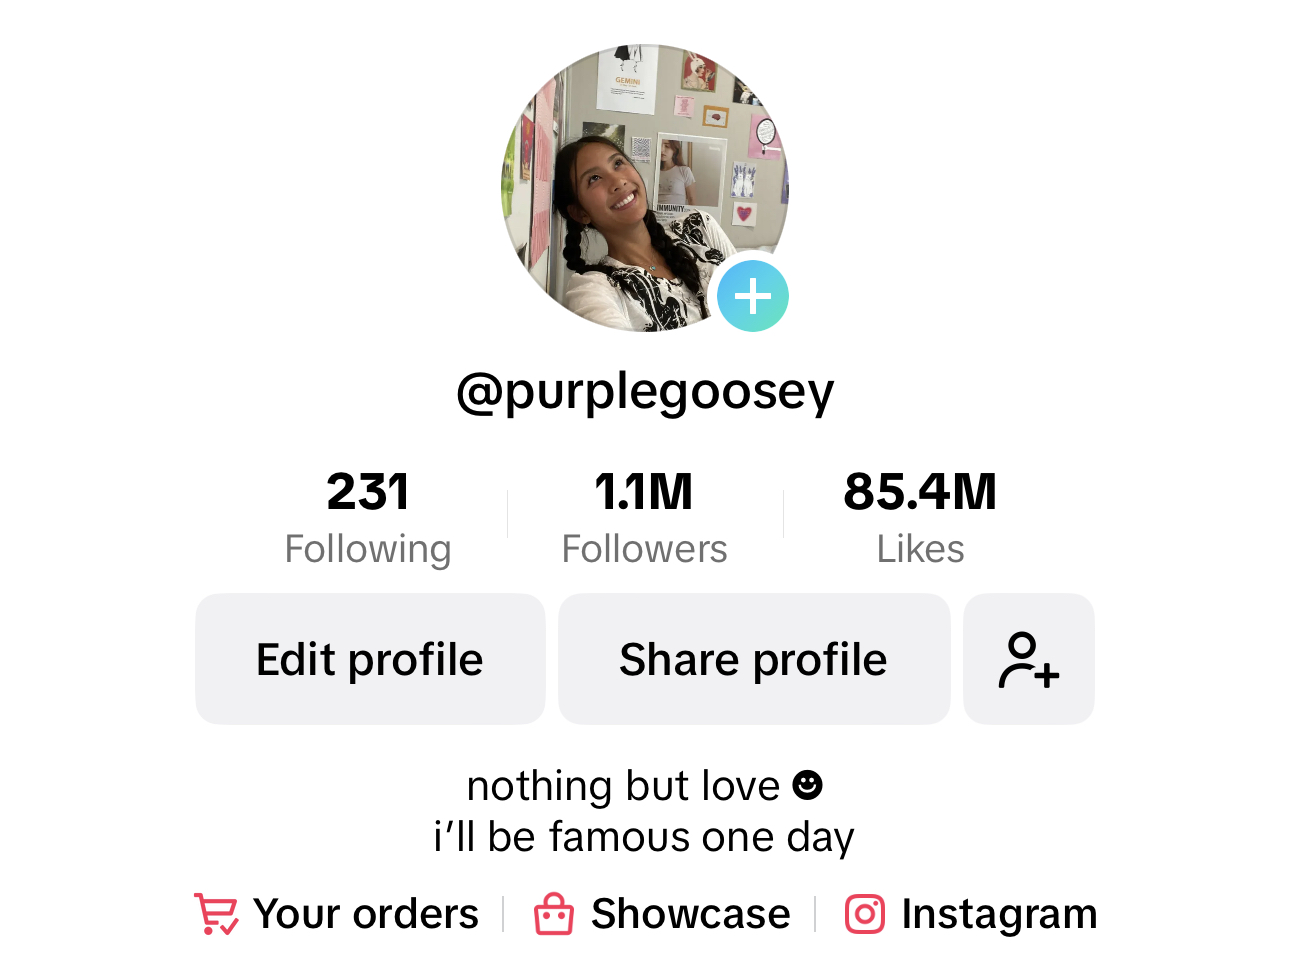 GEMINI
IMMUNITY
@purplegoosey
231 1.1M 85.4M
Following Followers Likes
Edit profile Share profile
nothing but love ☻
i’ll be famous one day
Your orders Showcase Instagram